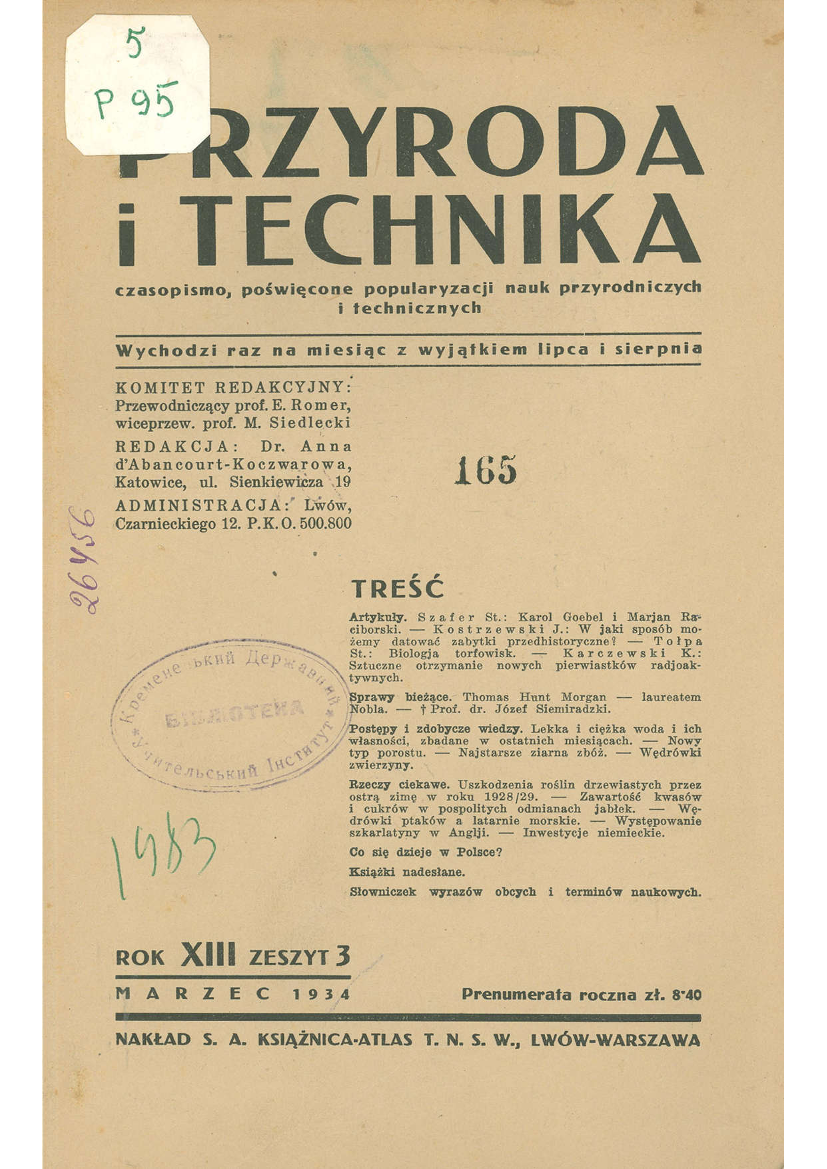 5
P 95
PRZYRODA
i TECHNIKA
czasopismo, poświęcone popularyzacji nauk przyrodniczych
i technicznych
Wychodzi raz na miesiąc z wyjątkiem lipca i sierpnia
KOMITET REDAKCYJNY:
Przewodniczący prof. E. Romer,
wiceprzew. prof. M. Siedlecki
REDAKCJA: Dr. Anna
d'Abancourt-Koczwarowa,
Katowice, ul. Sienkiewicza 19
ADMINISTRACJA: Lwów,
Czarnieckiego 12. P.K.O. 500.800
165
26456
TREŚĆ
Artykuły. Szafer St.: Karol Goebel i Marjan Ra-
ciborski. — Kostrzewski J.: W jaki sposób mo-
żemy datować zabytki przedhistoryczne? — Tołpa
St.: Biologja torfowisk. — Karczewski K.:
Sztuczne otrzymanie nowych pierwiastków radjoak-
tywnych.
Sprawy bieżące. Thomas Hunt Morgan — laureatem
Nobla. — † Prof. dr. Józef Siemiradzki.
Postępy i zdobycze wiedzy. Lekka i ciężka woda i ich
własności, zbadane w ostatnich miesiącach. — Nowy
typ porostu. — Najstarsze ziarna zbóż. — Wędrówki
zwierzyny.
Rzeczy ciekawe. Uszkodzenia roślin drzewiastych przez
ostrą zimę w roku 1928/29. — Zawartość kwasów
i cukrów w pospolitych odmianach jabłek. — Wę-
drówki ptaków a latarnie morskie. — Występowanie
szkarlatyny w Anglji. — Inwestycje niemieckie.
Co się dzieje w Polsce?
Książki nadesłane.
Słowniczek wyrazów obcych i terminów naukowych.
Кременецький Державний
БІБЛІОТЕКА
Учительський Інститут
1983
ROK XIII ZESZYT 3
MARZEC 1934
Prenumerata roczna zł. 8·40
NAKŁAD S. A. KSIĄŻNICA-ATLAS T. N. S. W., LWÓW-WARSZAWA